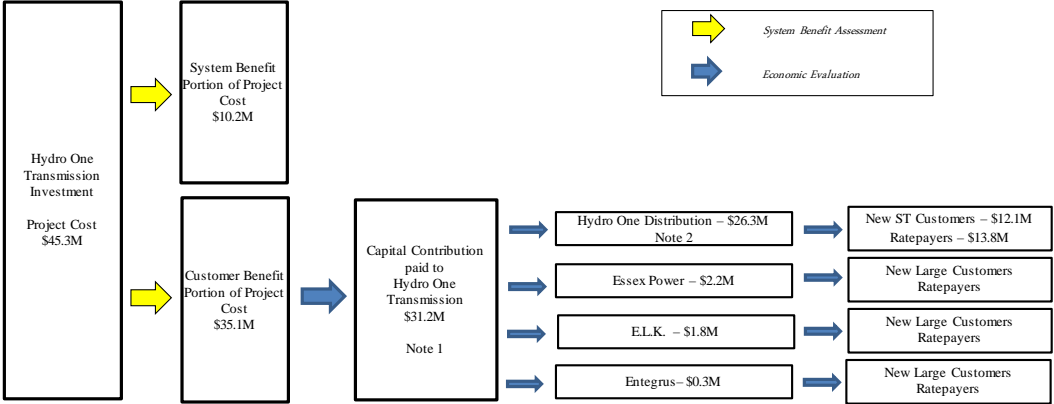 System Benefit Assessment
Economic Evaluation
Hydro One
Transmission
Investment
Project Cost
$45.3M
System Benefit
Portion of Project
Cost
$10.2M
Customer Benefit
Portion of Project
Cost
$35.1M
Capital Contribution
paid to
Hydro One
Transmission
$31.2M
Note 1
Hydro One Distribution – $26.3M
Note 2
New ST Customers – $12.1M
Ratepayers – $13.8M
Essex Power – $2.2M
New Large Customers
Ratepayers
E.L.K. – $1.8M
New Large Customers
Ratepayers
Entegrus– $0.3M
New Large Customers
Ratepayers